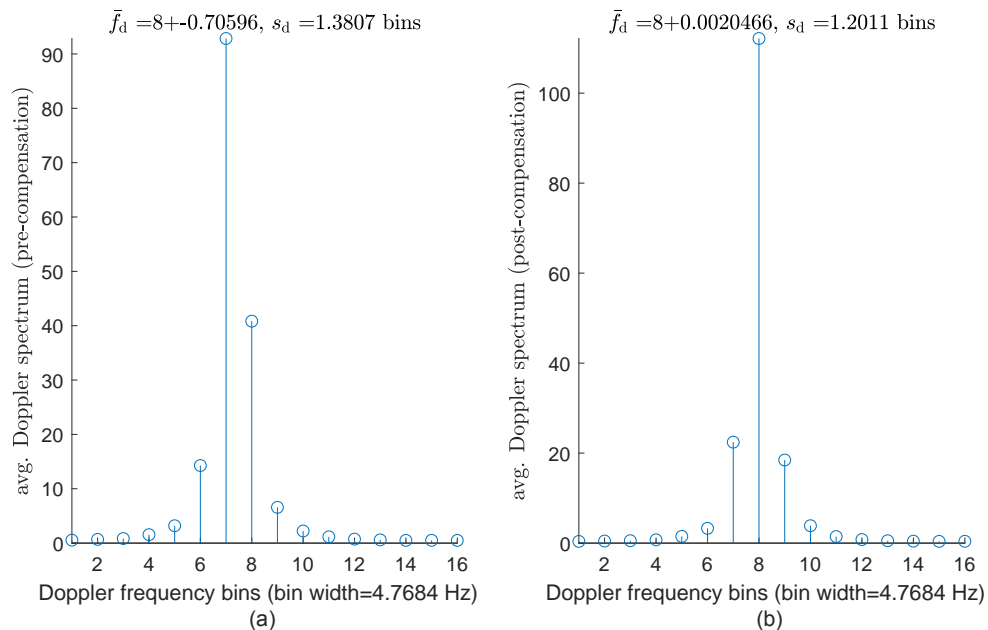 f̄d =8+-0.70596, sd =1.3807 bins
90
80
70
60
50
40
30
20
10
0
avg. Doppler spectrum (pre-compensation)
2 4 6 8 10 12 14 16
Doppler frequency bins (bin width=4.7684 Hz)
(a)
f̄d =8+0.0020466, sd =1.2011 bins
100
80
60
40
20
0
avg. Doppler spectrum (post-compensation)
2 4 6 8 10 12 14 16
Doppler frequency bins (bin width=4.7684 Hz)
(b)